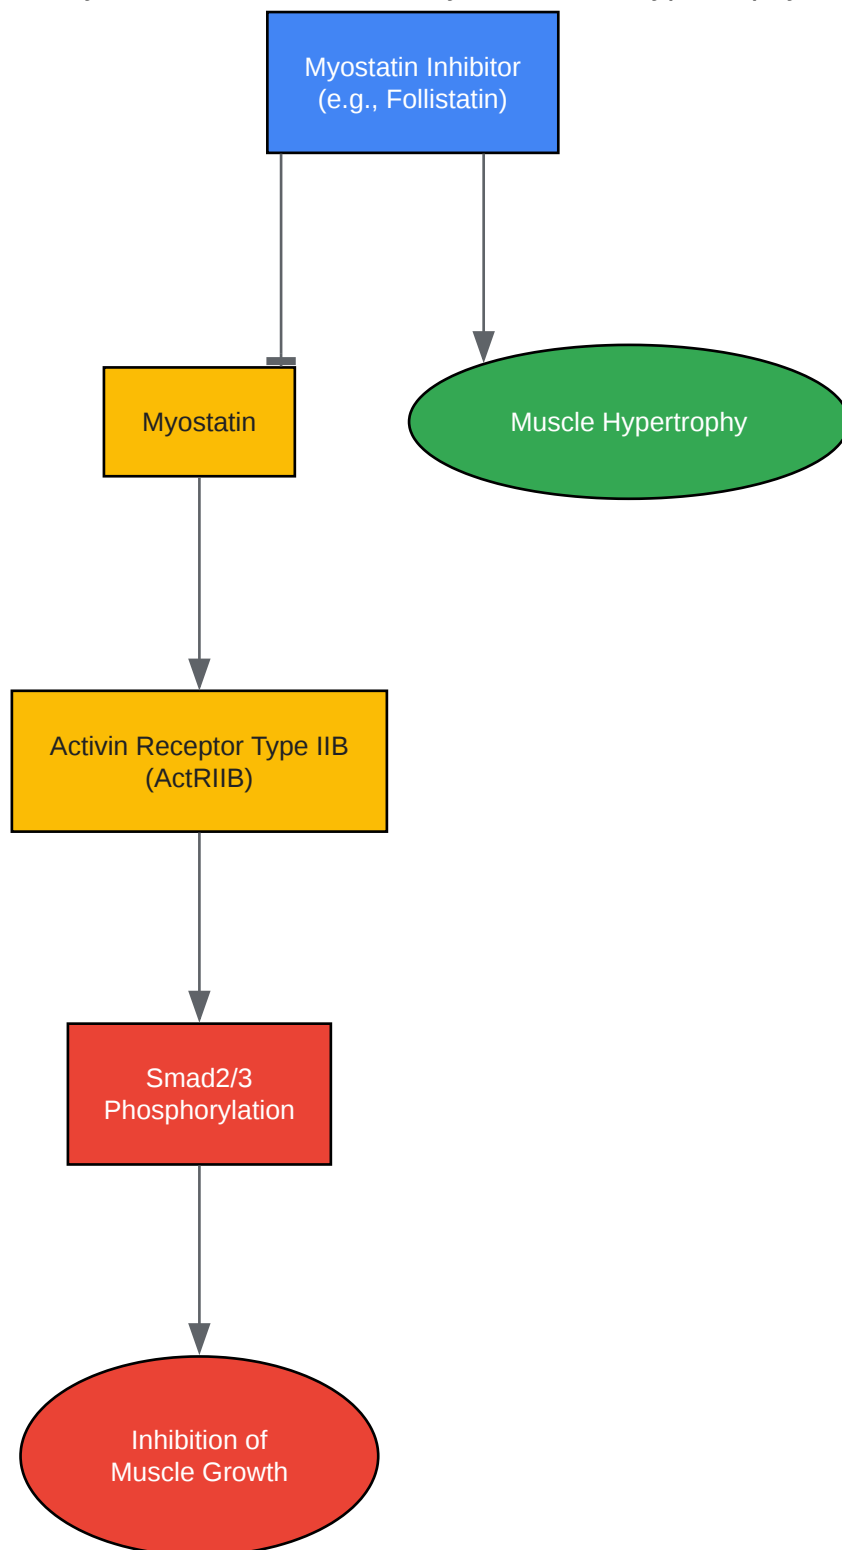 Myostatin Inhibitor
(e.g., Follistatin)
Myostatin
Muscle Hypertrophy
Activin Receptor Type IIB
(ActRIIB)
Smad2/3
Phosphorylation
Inhibition of
Muscle Growth